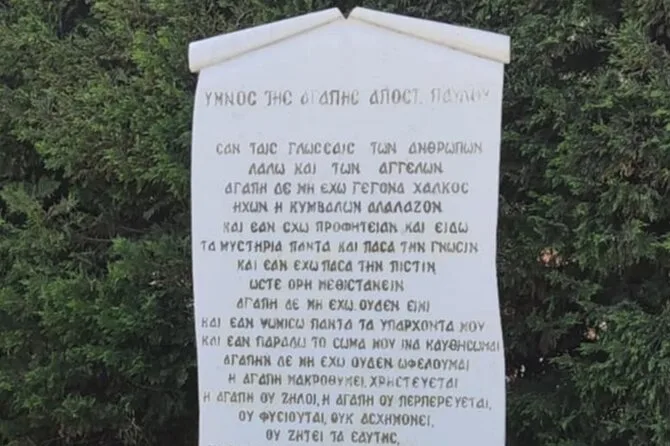 ΥΜΝΟΣ ΤΗΣ ΑΓΑΠΗΣ ΑΠΟΣΤ. ΠΑΥΛΟΥ
ΕΑΝ ΤΑΙΣ ΓΛΩΣΣΑΙΣ ΤΩΝ ΑΝΘΡΩΠΩΝ
ΛΑΛΩ ΚΑΙ ΤΩΝ ΑΓΓΕΛΩΝ
ΑΓΑΠΗ ΔΕ ΜΗ ΕΧΩ ΓΕΓΟΝΑ ΧΑΛΚΟΣ
ΗΧΩΝ Η ΚΥΜΒΑΛΩΝ ΑΛΑΛΑΖΟΝ
ΚΑΙ ΕΑΝ ΕΧΩ ΠΡΟΦΗΤΕΙΑΝ ΚΑΙ ΕΙΔΩ
ΤΑ ΜΥΣΤΗΡΙΑ ΠΑΝΤΑ ΚΑΙ ΠΑΣΑ ΤΗΝ ΓΝΩΣΙΝ
ΚΑΙ ΕΑΝ ΕΧΩ ΠΑΣΑ ΤΗΝ ΠΙΣΤΙΝ
ΩΣΤΕ ΟΡΗ ΜΕΘΙΣΤΑΝΕΙΝ
ΑΓΑΠΗ ΔΕ ΜΗ ΕΧΩ ΟΥΔΕΝ ΕΙΜΙ
ΚΑΙ ΕΑΝ ΨΩΜΙΣΩ ΠΑΝΤΑ ΤΑ ΥΠΑΡΧΟΝΤΑ ΜΟΥ
ΚΑΙ ΕΑΝ ΠΑΡΑΔΩ ΤΟ ΣΩΜΑ ΜΟΥ ΙΝΑ ΚΑΥΘΗΣΩΜΑΙ
ΑΓΑΠΗΝ ΔΕ ΜΗ ΕΧΩ ΟΥΔΕΝ ΩΦΕΛΟΥΜΑΙ
Η ΑΓΑΠΗ ΜΑΚΡΟΘΥΜΕΙ, ΧΡΗΣΤΕΥΕΤΑΙ
Η ΑΓΑΠΗ ΟΥ ΖΗΛΟΙ, Η ΑΓΑΠΗ ΟΥ ΠΕΡΠΕΡΕΥΕΤΑΙ,
ΟΥ ΦΥΣΙΟΥΤΑΙ, ΟΥΚ ΑΣΧΗΜΟΝΕΙ,
ΟΥ ΖΗΤΕΙ ΤΑ ΕΑΥΤΗΣ,